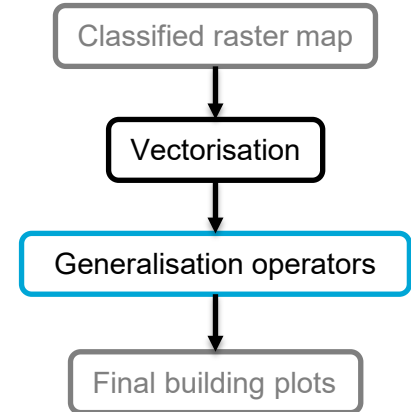 Classified raster map
Vectorisation
Generalisation operators
Final building plots